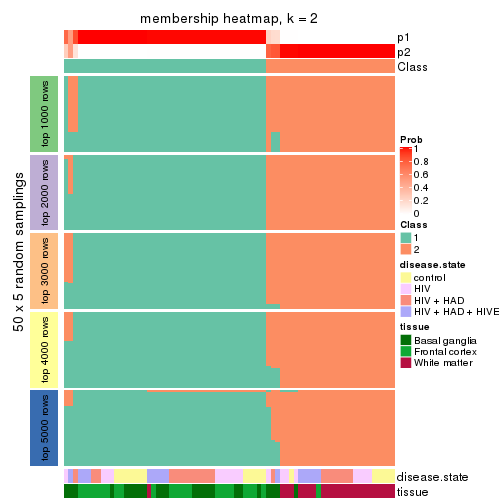 membership heatmap, k = 2
p1
p2
Class
50 x 5 random samplings
top 1000 rows
top 2000 rows
top 3000 rows
top 4000 rows
top 5000 rows
Prob
1
0.8
0.6
0.4
0.2
0
Class
1
2
disease.state
control
HIV
HIV + HAD
HIV + HAD + HIVE
tissue
Basal ganglia
Frontal cortex
White matter
disease.state
tissue